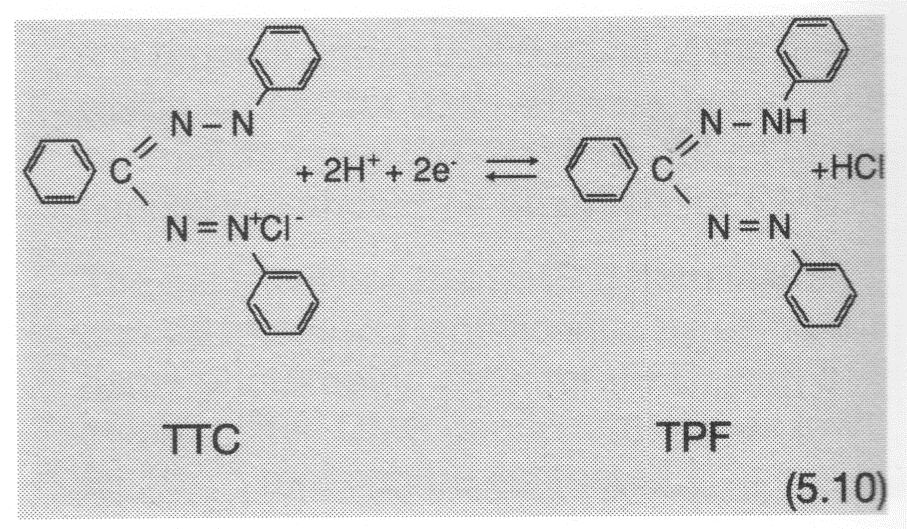 N – N N – NH
C + 2H⁺ + 2e⁻ ⇌ C +HCl
N = N⁺Cl⁻ N = N
TTC TPF
(5.10)